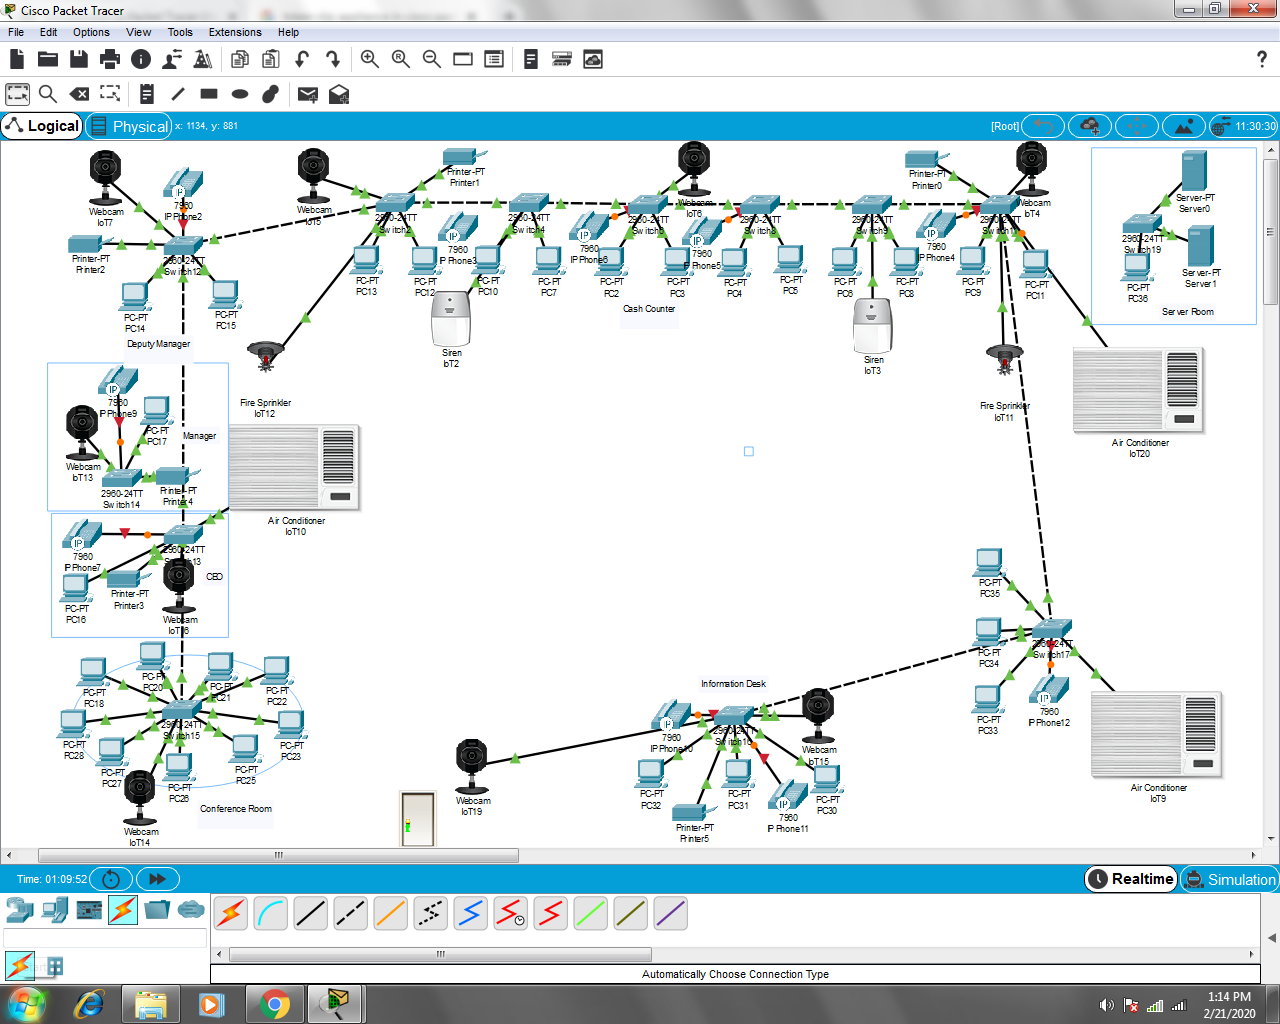 Cisco Packet Tracer
File Edit Options View Tools Extensions Help
Logical Physical x: 1134, y: 881 [Root] 11:30:30
Webcam
IoT7
7960
IP Phone2
Printer-PT
Printer2
2960-24TT
Switch12
PC-PT
PC14
PC-PT
PC15
Deputy Manager
Webcam
IoT5
Printer-PT
Printer1
2960-24TT
Switch2
PC-PT
PC13
PC-PT
PC12
7960
IP Phone3
2960-24TT
Switch4
PC-PT
PC10
PC-PT
PC7
Siren
IoT2
7960
IP Phone6
Webcam
IoT6
2960-24TT
PC-PT
PC2
PC-PT
PC3
Cash Counter
7960
IP Phone5
2960-24TT
PC-PT
PC4
PC-PT
PC5
2960-24TT
Switch9
PC-PT
PC6
PC-PT
PC8
Siren
IoT3
Printer-PT
Printer0
7960
IP Phone4
Webcam
IoT4
2960-24TT
PC-PT
PC9
PC-PT
PC11
Server-PT
Server0
2960-24TT
Switch19
PC-PT
PC36
Server-PT
Server1
Server Room
Fire Sprinkler
IoT12
Fire Sprinkler
IoT11
Air Conditioner
IoT20
7960
IP Phone9
PC-PT
PC17
Manager
Webcam
IoT13
2960-24TT
Switch14
Printer-PT
Printer4
Air Conditioner
IoT10
7960
IP Phone7
2960-24TT
CEO
PC-PT
PC16
Printer-PT
Printer3
Webcam
IoT16
PC-PT
PC35
PC-PT
PC34
2960-24TT
Switch17
PC-PT
PC33
7960
IP Phone12
Air Conditioner
IoT9
PC-PT
PC18
PC-PT
PC20
PC-PT
PC21
PC-PT
PC22
2960-24TT
Switch15
PC-PT
PC28
PC-PT
PC23
PC-PT
PC27
PC-PT
PC26
PC-PT
PC25
Webcam
IoT14
Conference Room
Information Desk
7960
IP Phone10
2960-24TT
Switch16
Webcam
IoT15
Webcam
IoT19
PC-PT
PC32
PC-PT
PC31
PC-PT
PC30
7960
IP Phone11
Printer-PT
Printer5
Time: 01:09:52 Realtime Simulation
Automatically Choose Connection Type
1:14 PM
2/21/2020